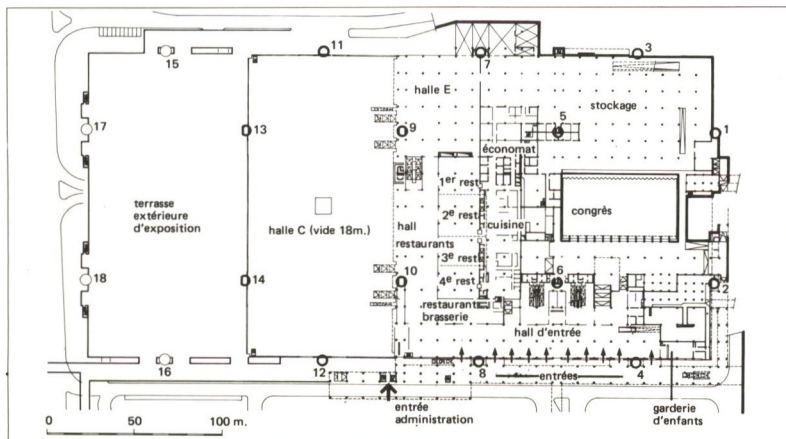 11
7
3
15
halle E
stockage
17
13
9
5
1
économat
1er rest.
terrasse
extérieure
d'exposition
halle C (vide 18m.)
2e rest.
cuisine
congrès
hall
restaurants
3e rest.
18
14
10
4e rest.
6
2
restaurant
brasserie
hall d'entrée
16
12
8
entrées
4
entrée
administration
garderie
d'enfants
0 50 100 m.